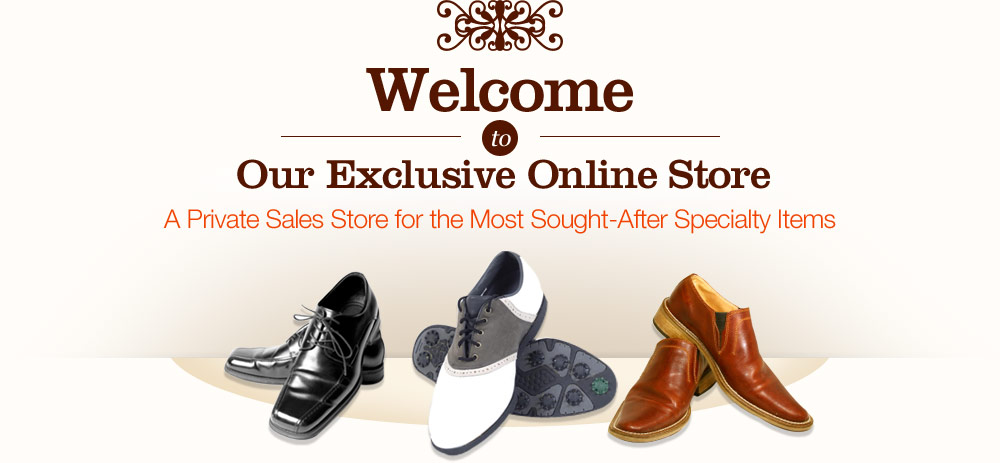 Welcome
to
Our Exclusive Online Store
A Private Sales Store for the Most Sought-After Specialty Items